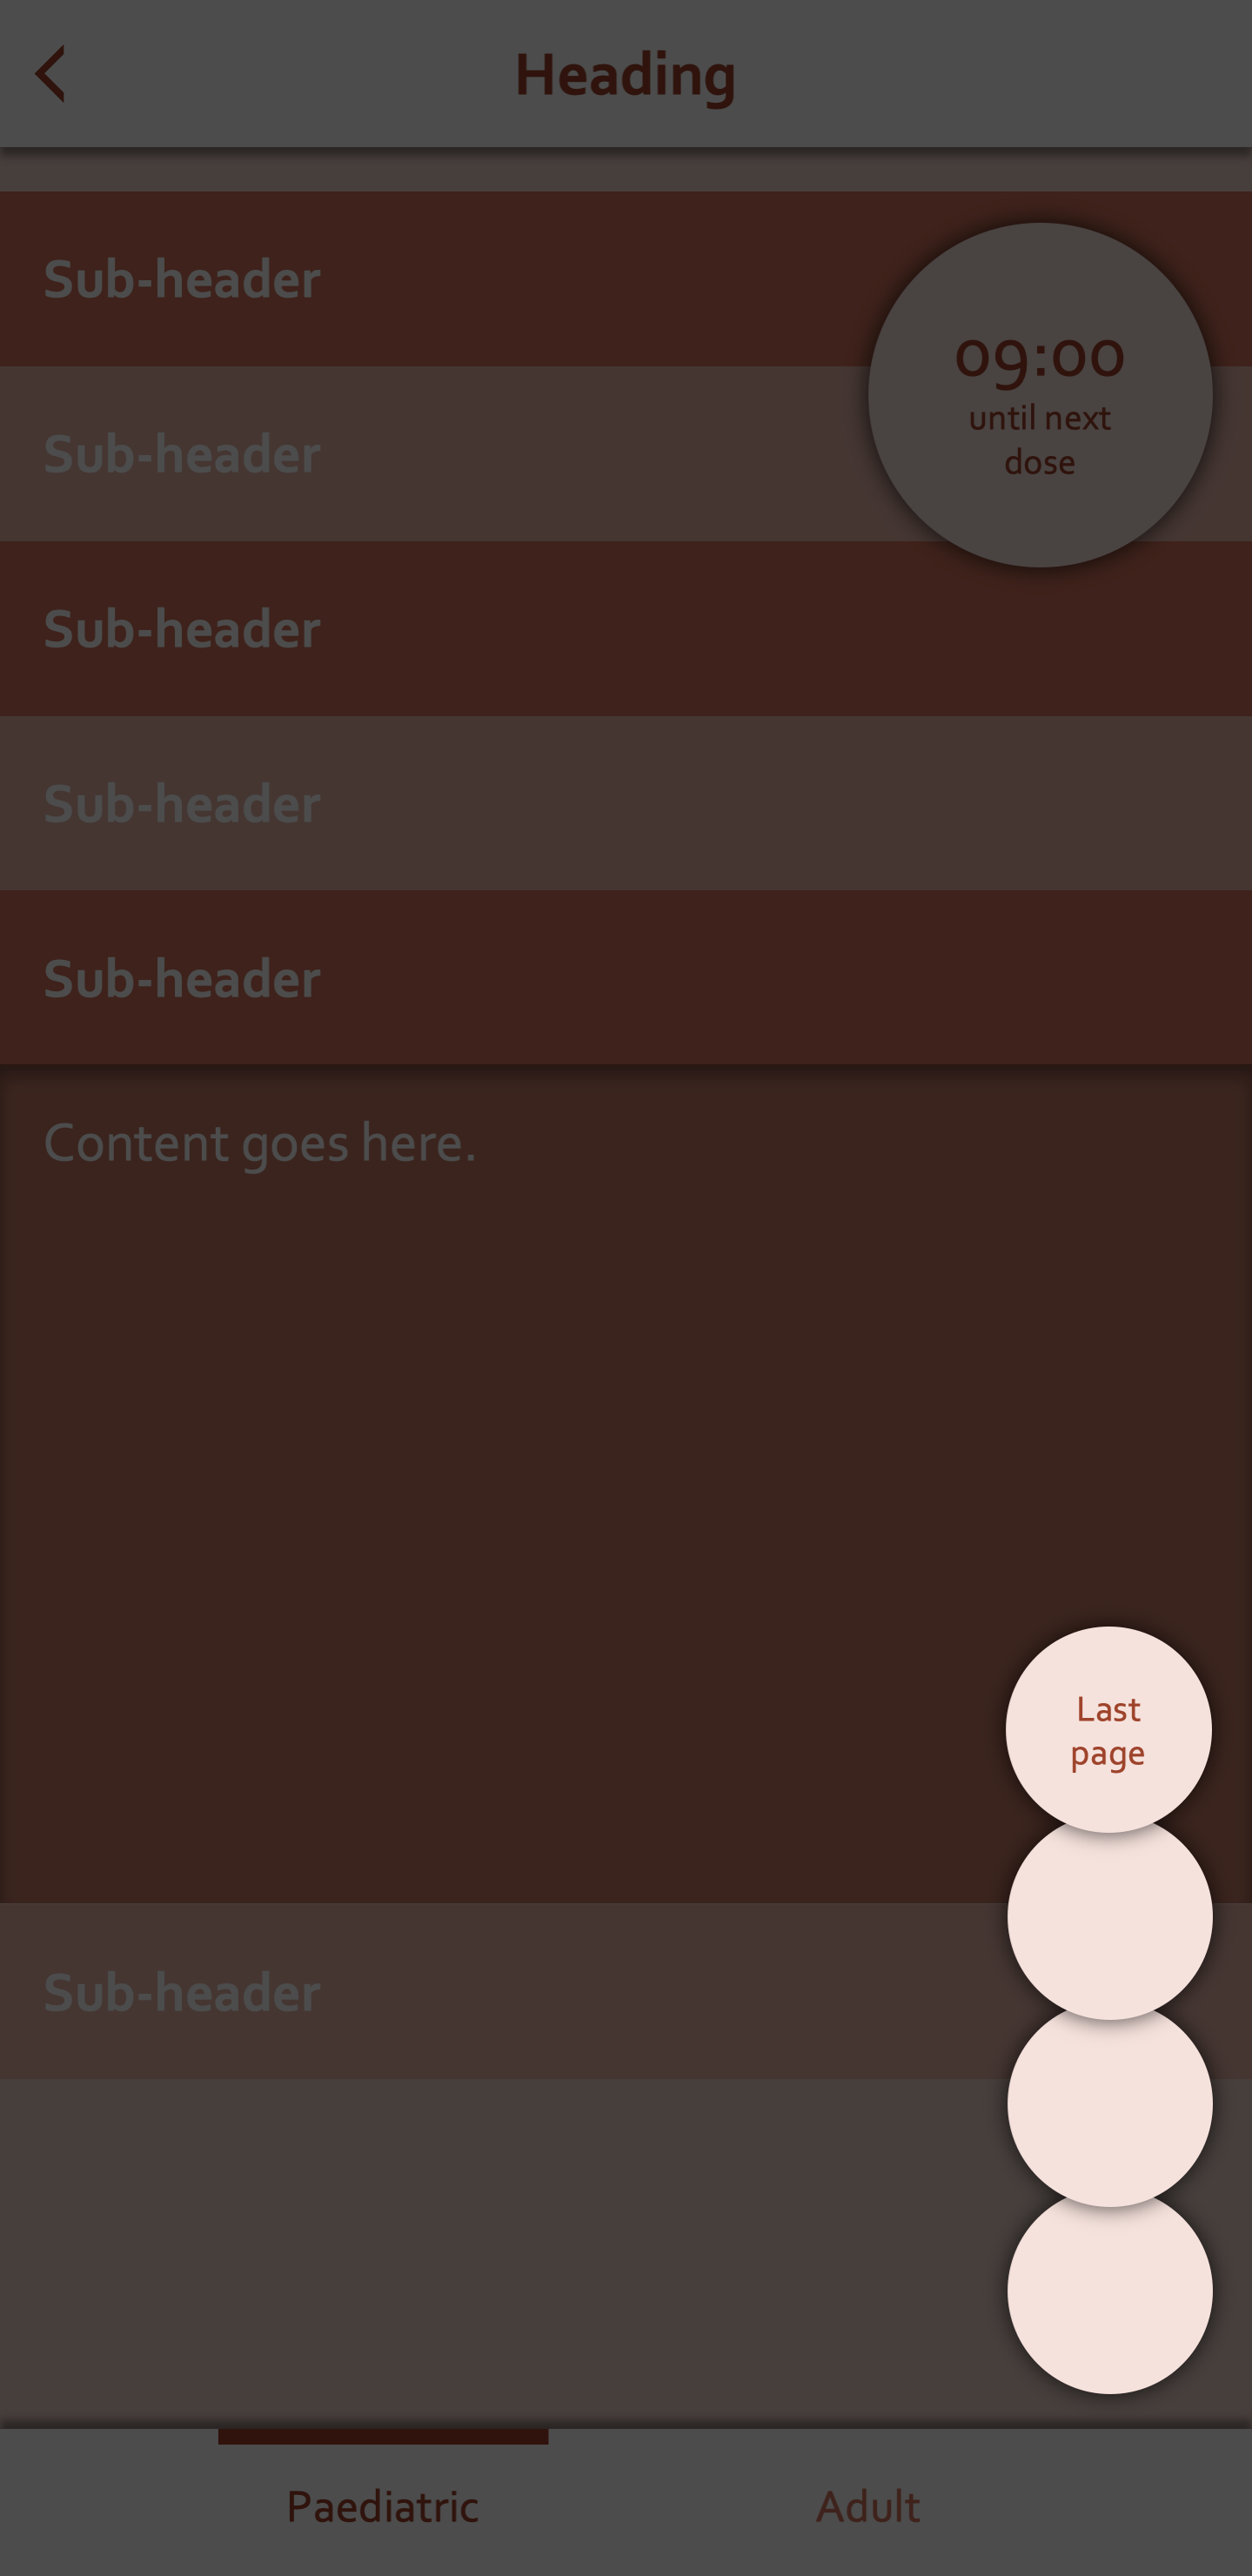 Heading
Sub-header
09:00
until next
dose
Sub-header
Sub-header
Sub-header
Sub-header
Content goes here.
Last
page
Sub-header
Paediatric
Adult